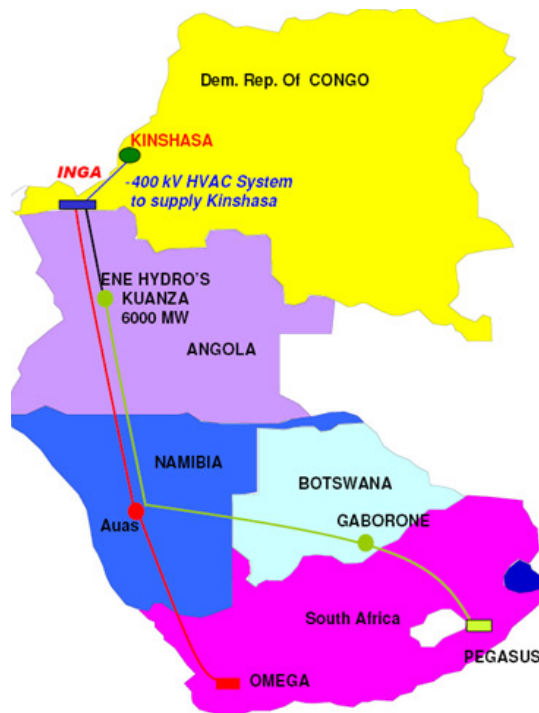 Dem. Rep. Of CONGO
KINSHASA
INGA
-400 kV HVAC System
to supply Kinshasa
ENE HYDRO'S
KUANZA
6000 MW
ANGOLA
NAMIBIA
BOTSWANA
Auas
GABORONE
South Africa
PEGASUS
OMEGA